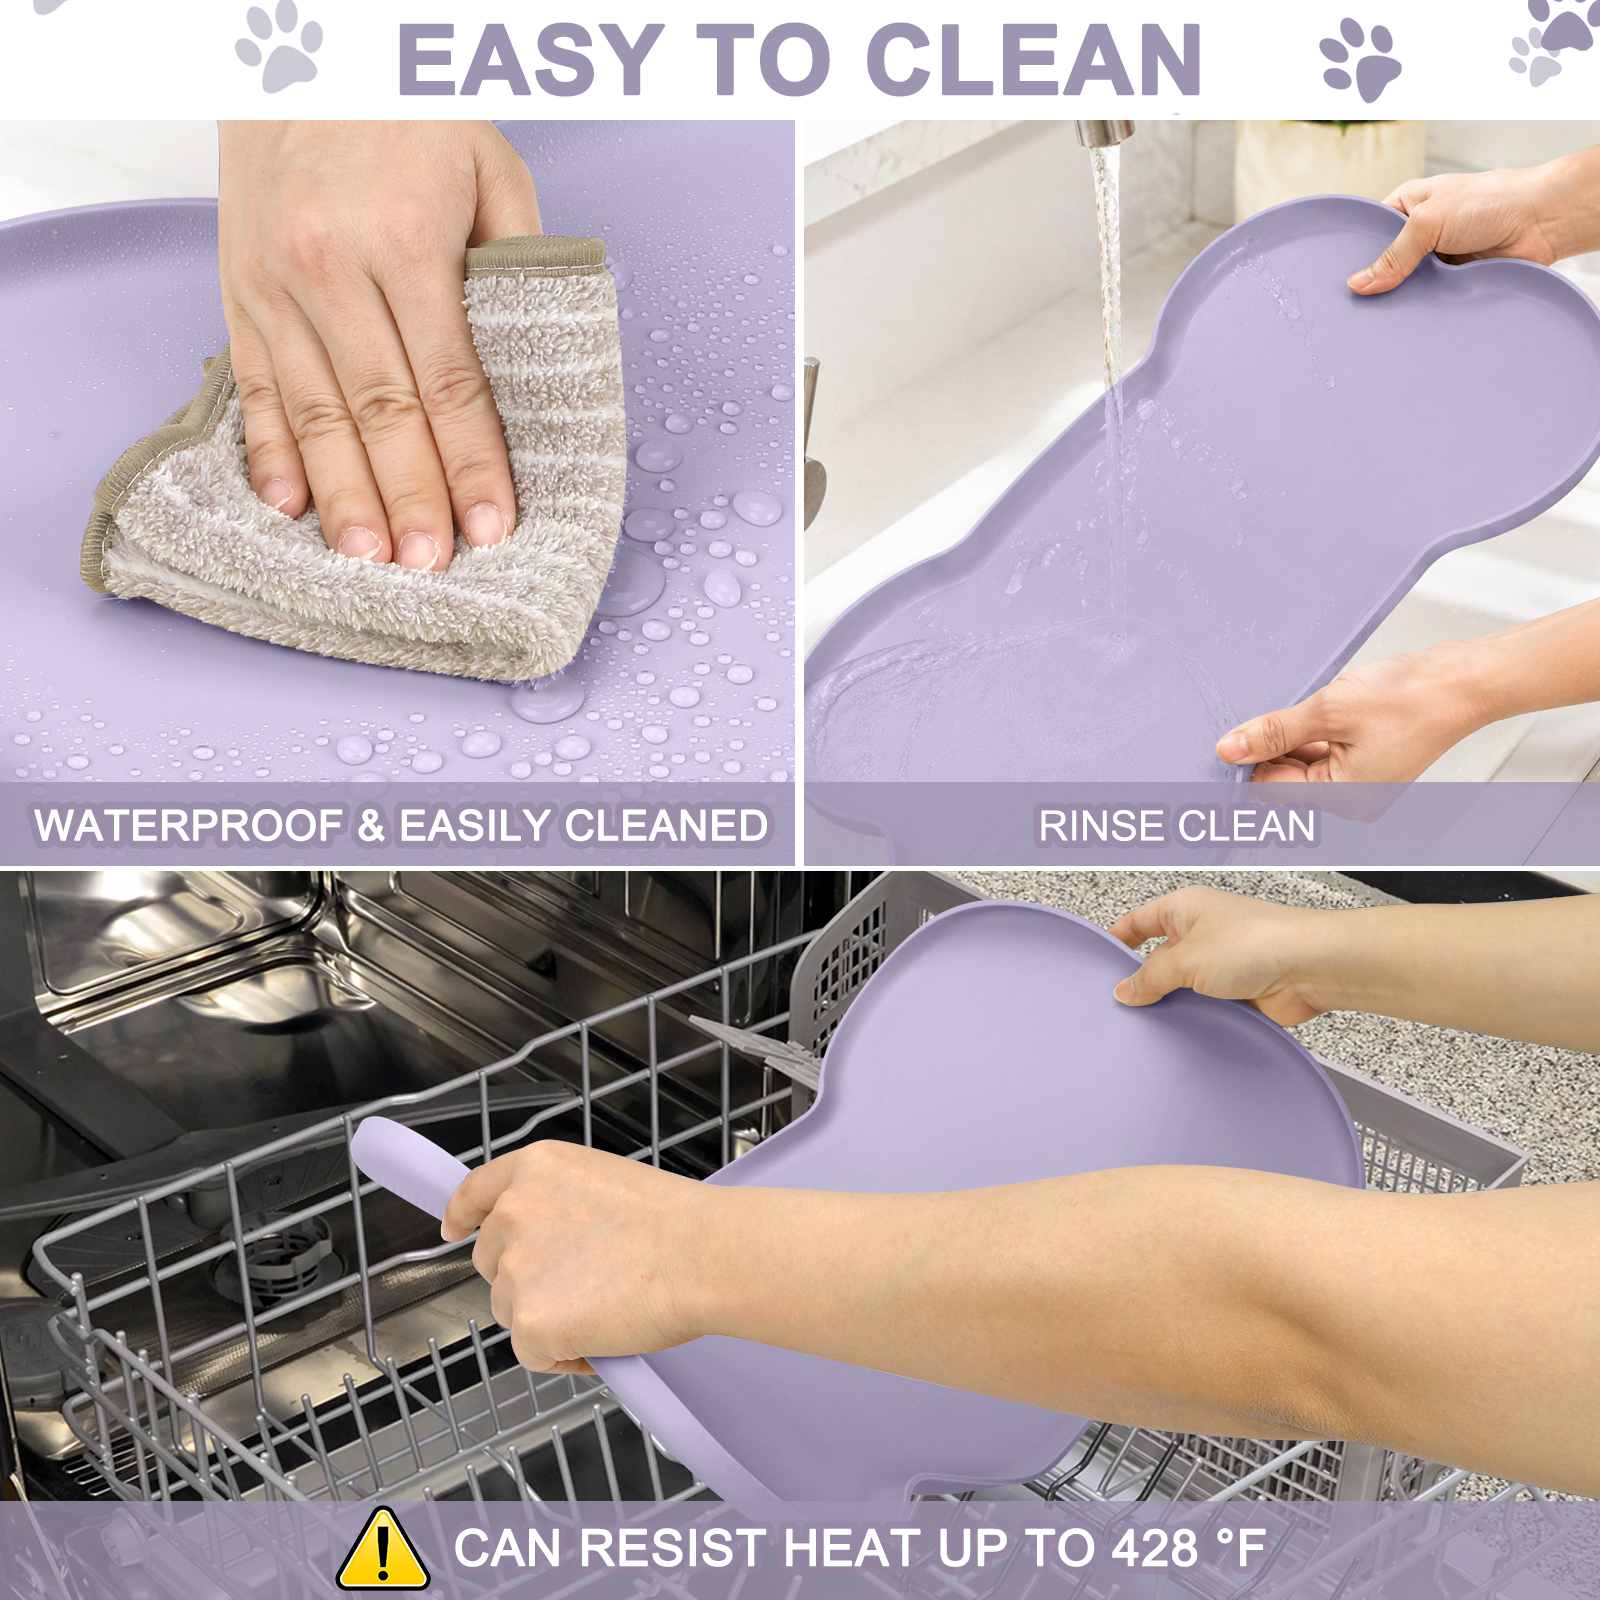 EASY TO CLEAN
WATERPROOF & EASILY CLEANED
RINSE CLEAN
CAN RESIST HEAT UP TO 428 °F